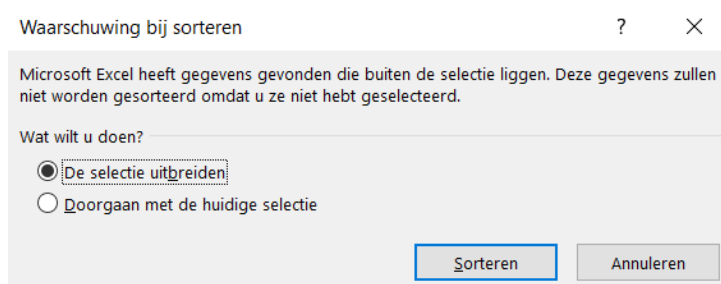 Waarschuwing bij sorteren ?
Microsoft Excel heeft gegevens gevonden die buiten de selectie liggen. Deze gegevens zullen
niet worden gesorteerd omdat u ze niet hebt geselecteerd.
Wat wilt u doen?
De selectie uitbreiden
Doorgaan met de huidige selectie
Sorteren Annuleren